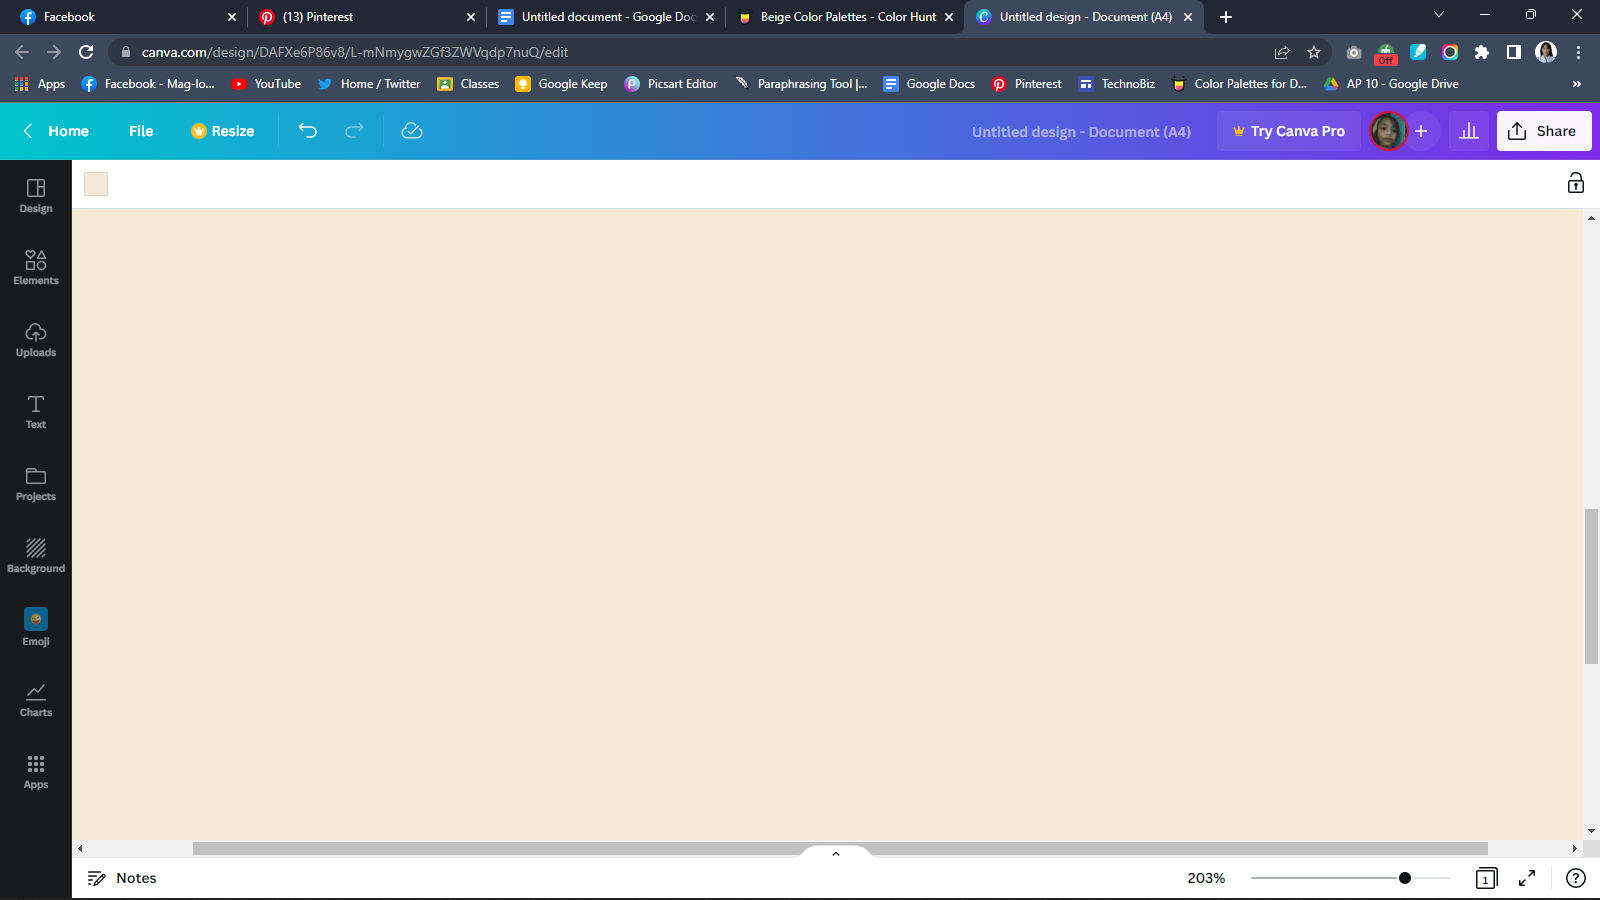 Facebook
(13) Pinterest
Untitled document - Google Doc
Beige Color Palettes - Color Hunt
Untitled design - Document (A4)
canva.com/design/DAFXe6P86v8/L-mNmygwZGf3ZWVqdp7nuQ/edit
Off
Apps
Facebook - Mag-lo...
YouTube
Home / Twitter
Classes
Google Keep
Picsart Editor
Paraphrasing Tool |...
Google Docs
Pinterest
TechnoBiz
Color Palettes for D...
AP 10 - Google Drive
Home
File
Resize
Untitled design - Document (A4)
Try Canva Pro
Share
Design
Elements
Uploads
Text
Projects
Background
Emoji
Charts
Apps
Notes
203%
1